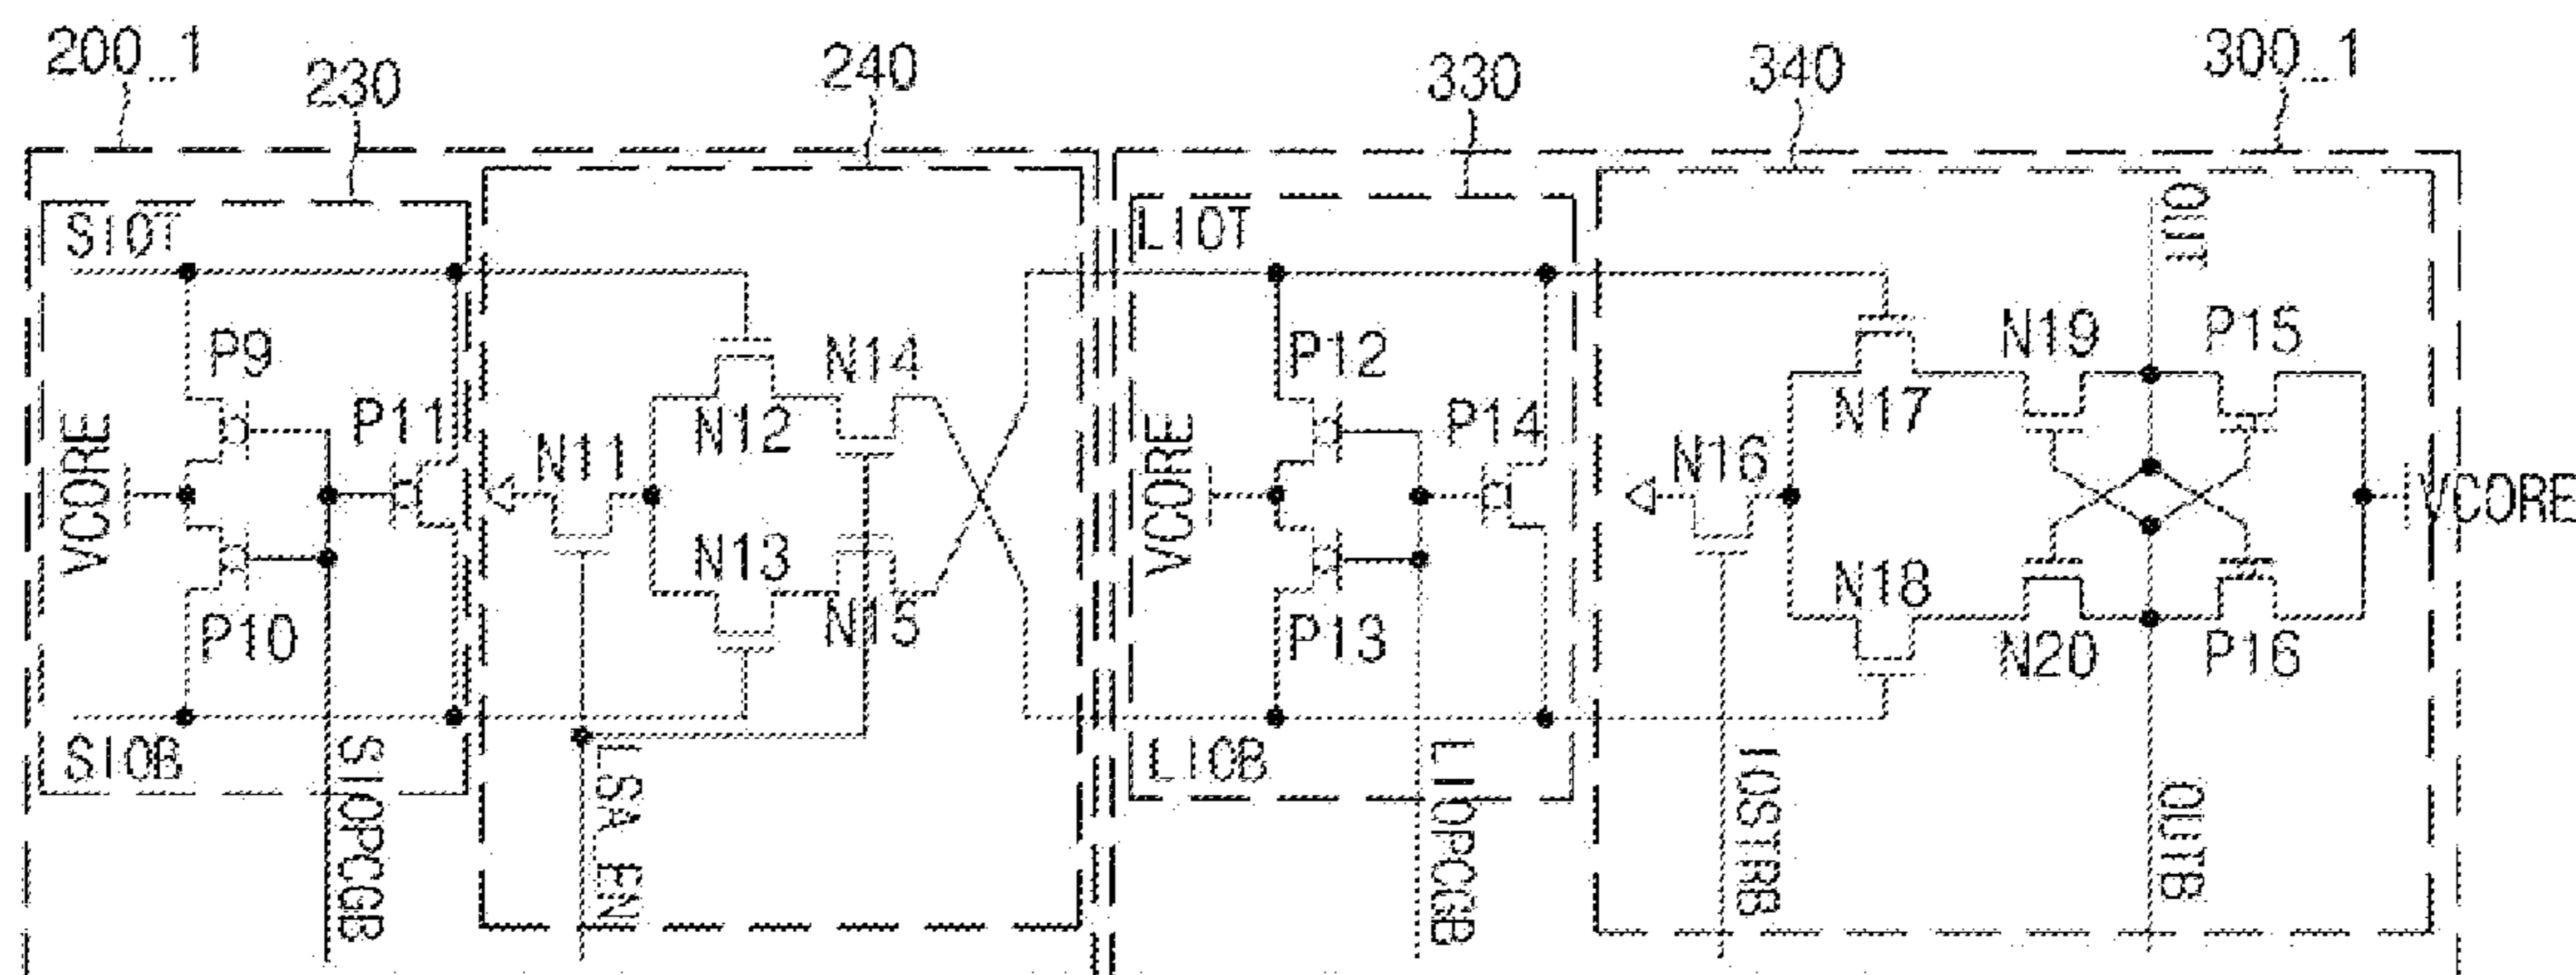 200_1
230
240
330
340
300_1
SIOT
LIOT
OUT
P9
P11
VCORE
P10
SIOB
SIOPCGB
N11
N12
N14
N13
N15
LSA_EN
P12
P14
VCORE
P13
LIOB
LIOPCGB
N16
N17
N19
P15
N18
N20
P16
VCORE
IOSTRB
OUTB